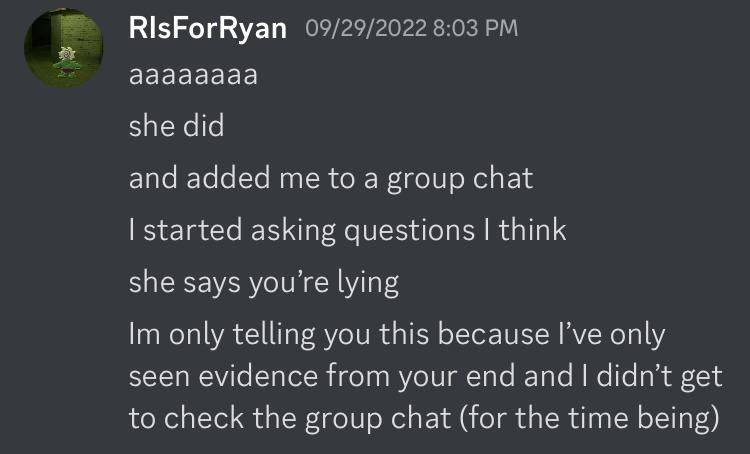 RIsForRyan 09/29/2022 8:03 PM
aaaaaaaa
she did
and added me to a group chat
I started asking questions I think
she says you’re lying
Im only telling you this because I’ve only
seen evidence from your end and I didn’t get
to check the group chat (for the time being)